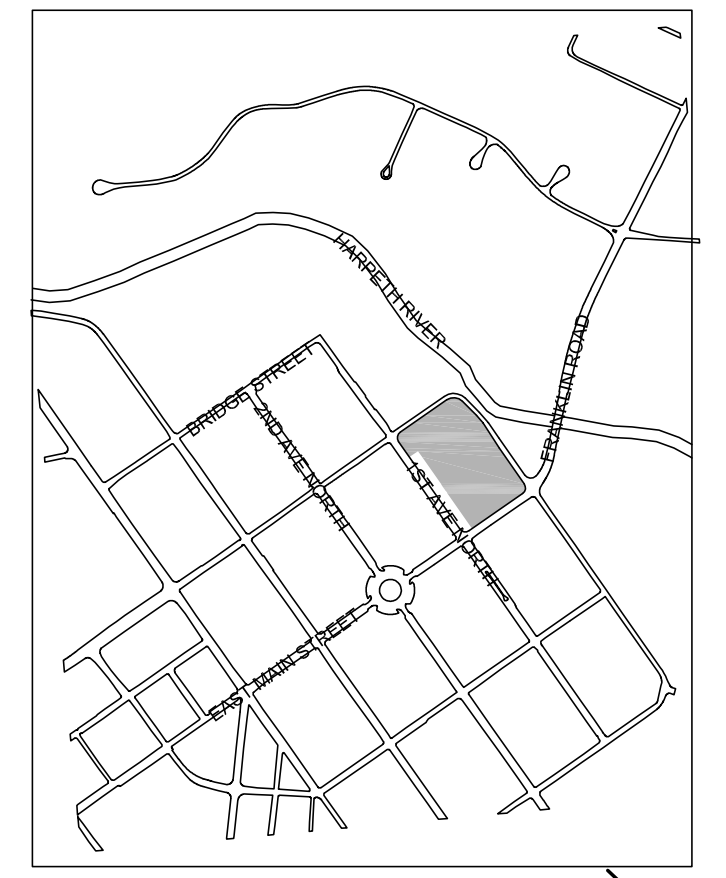 HARPETH RIVER
FRANKLIN ROAD
BRIDGE STREET
2ND AVE NORTH
1ST AVE NORTH
EAST MAIN STREET